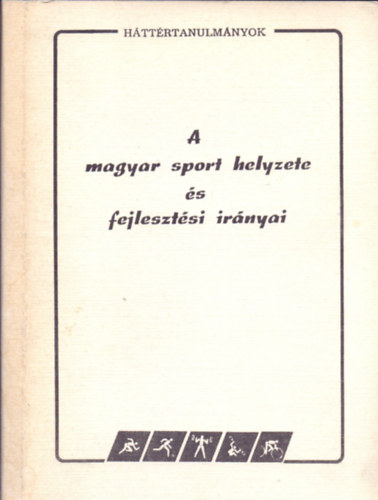 HÁTTÉRTANULMÁNYOK
A
magyar sport helyzete
és
fejlesztési irányai